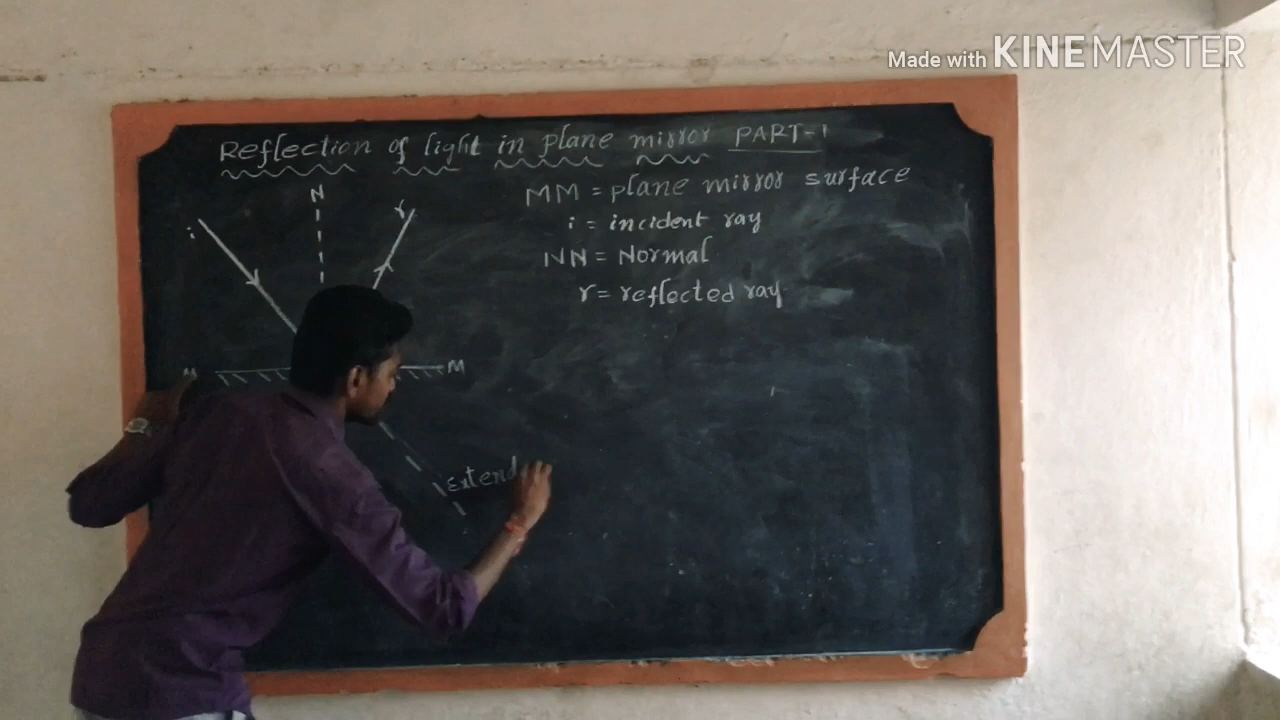 Made with KINEMASTER
Reflection of light in plane mirror PART-1
MM = plane mirror surface
i = incident ray
NN = Normal
r = reflected ray
N
i
r
M
M
Extend